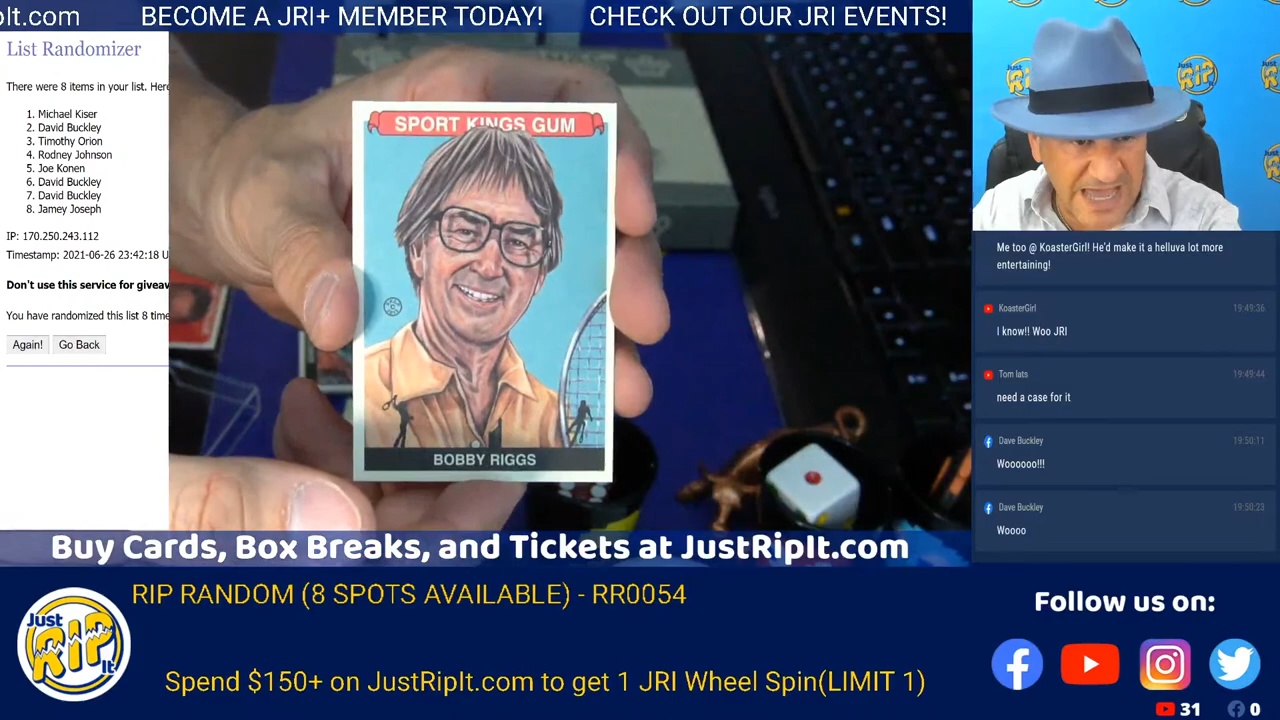 pIt.com BECOME A JRI+ MEMBER TODAY! CHECK OUT OUR JRI EVENTS!
List Randomizer
There were 8 items in your list. Here
1. Michael Kiser
2. David Buckley
3. Timothy Orion
4. Rodney Johnson
5. Joe Konen
6. David Buckley
7. David Buckley
8. Jamey Joseph
IP: 170.250.243.112
Timestamp: 2021-06-26 23:42:18 U
Don't use this service for giveaw
You have randomized this list 8 time
Again! Go Back
SPORT KINGS GUM
BOBBY RIGGS
Just RIP
Me too @ KoasterGirl! He'd make it a helluva lot more
entertaining!
KoasterGirl 19:49:36
I know!! Woo JRI
Tom lats 19:49:44
need a case for it
Dave Buckley 19:50:11
Woooooo!!!
Dave Buckley 19:50:23
Woooo
Buy Cards, Box Breaks, and Tickets at JustRipIt.com
Just RIP It
RIP RANDOM (8 SPOTS AVAILABLE) - RR0054
Spend $150+ on JustRipIt.com to get 1 JRI Wheel Spin(LIMIT 1)
Follow us on:
31 0